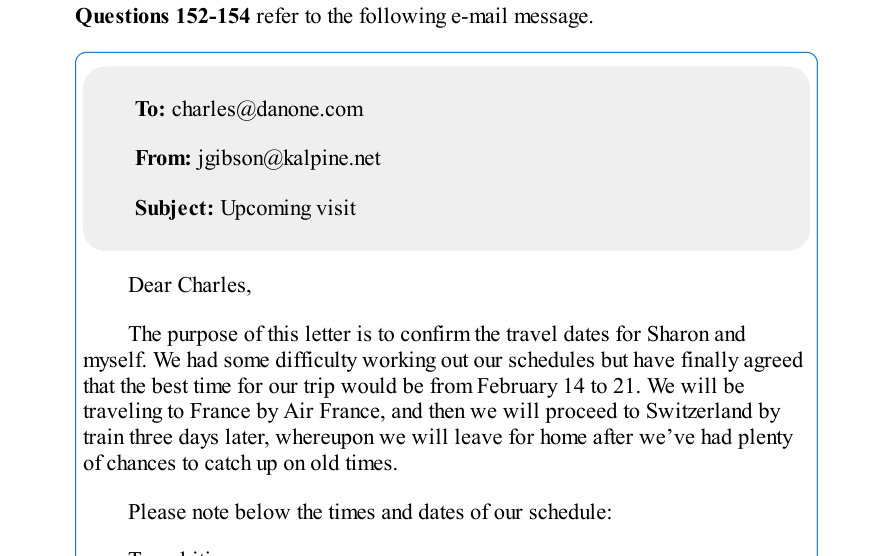 Questions 152-154 refer to the following e-mail message.
To: charles@danone.com
From: jgibson@kalpine.net
Subject: Upcoming visit
Dear Charles,
The purpose of this letter is to confirm the travel dates for Sharon and
myself. We had some difficulty working out our schedules but have finally agreed
that the best time for our trip would be from February 14 to 21. We will be
traveling to France by Air France, and then we will proceed to Switzerland by
train three days later, whereupon we will leave for home after we’ve had plenty
of chances to catch up on old times.
Please note below the times and dates of our schedule: